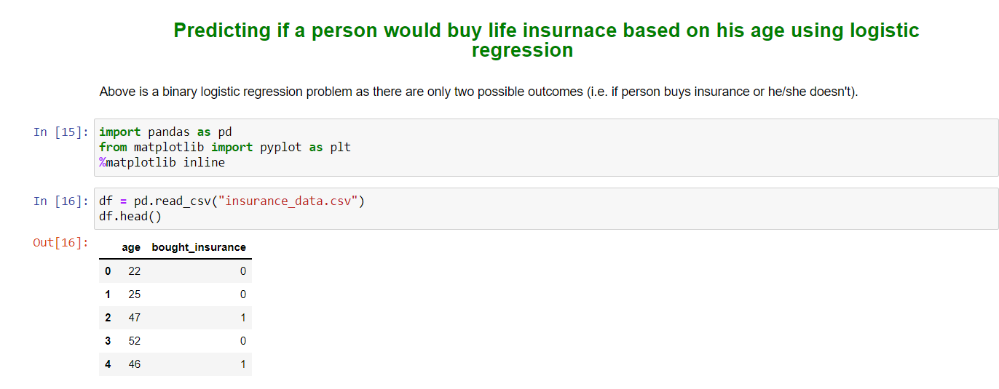 Predicting if a person would buy life insurnace based on his age using logistic
regression
Above is a binary logistic regression problem as there are only two possible outcomes (i.e. if person buys insurance or he/she doesn't).
In [15]: import pandas as pd
from matplotlib import pyplot as plt
%matplotlib inline
In [16]: df = pd.read_csv("insurance_data.csv")
df.head()
Out[16]:
age bought_insurance
0 22 0
1 25 0
2 47 1
3 52 0
4 46 1